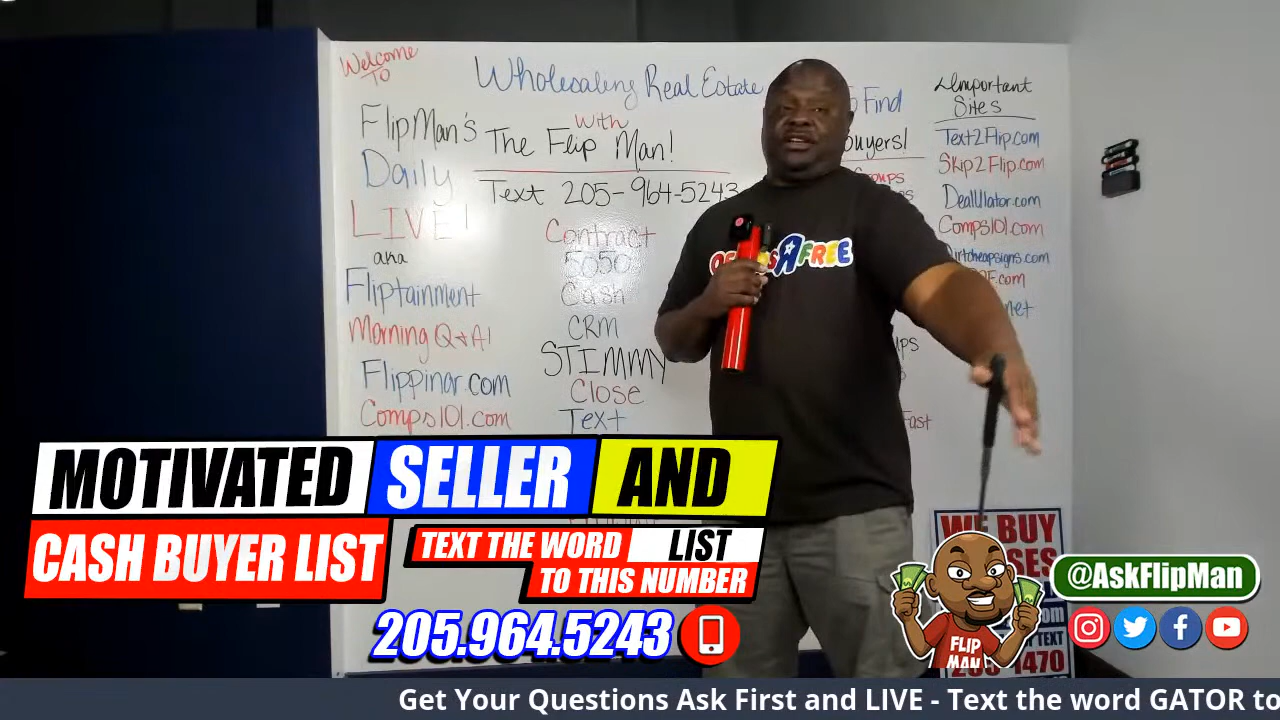 Welcome
To
FlipMan's
Daily
LIVE!
aka
Fliptainment
Morning Q+A!
Flippinar.com
Comps101.com
Wholesaling Real Estate
With
The Flip Man!
Text 205-964-5243
Contract
5050
Cash
CRM
STIMMY
Close
Text
Find
Important
Sites
Text2Flip.com
Skip2Flip.com
DealUlator.com
Comps101.com
.com
FREE
MOTIVATED SELLER AND
CASH BUYER LIST
TEXT THE WORD LIST
TO THIS NUMBER
205.964.5243
WE BUY
FLIP
MAN
@AskFlipMan
Get Your Questions Ask First and LIVE - Text the word GATOR to